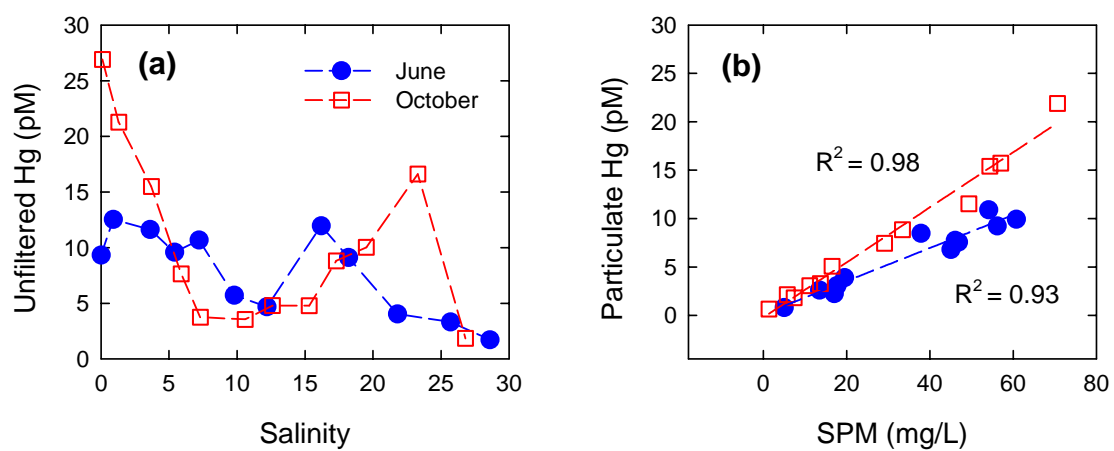 (a)
June
October
Unfiltered Hg (pM)
30
25
20
15
10
5
0
0 5 10 15 20 25 30
Salinity
(b)
R² = 0.98
R² = 0.93
Particulate Hg (pM)
30
25
20
15
10
5
0
0 20 40 60 80
SPM (mg/L)